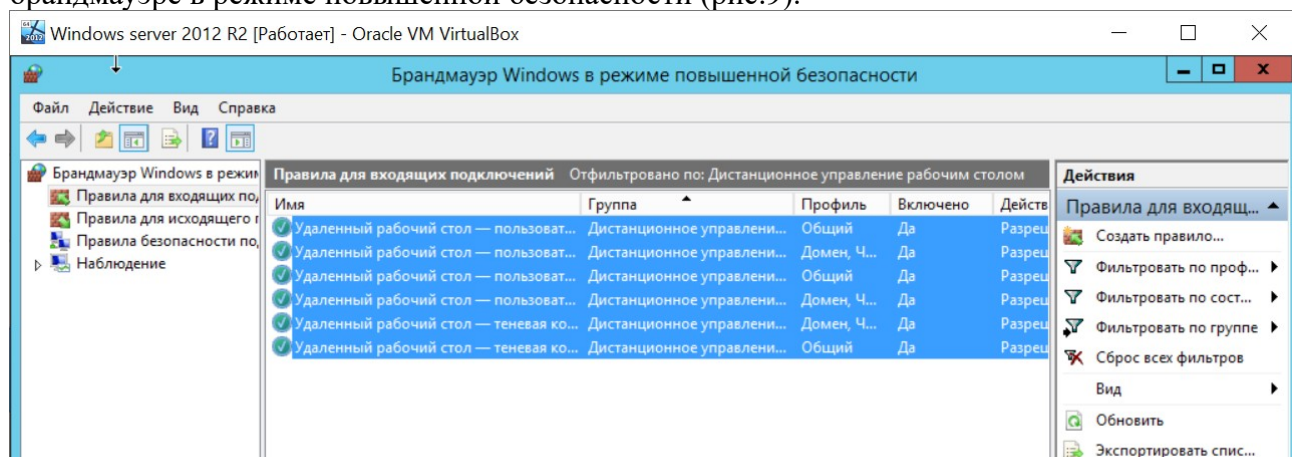 брандмауэре в режиме повышенной безопасности (рис.9).
Windows server 2012 R2 [Работает] - Oracle VM VirtualBox
Брандмауэр Windows в режиме повышенной безопасности
Файл Действие Вид Справка
Брандмауэр Windows в режим
Правила для входящих под
Правила для исходящего п
Правила безопасности по,
Наблюдение
Правила для входящих подключений Отфильтровано по: Дистанционное управление рабочим столом
Имя Группа Профиль Включено Действ
Удаленный рабочий стол — пользоват... Дистанционное управлени... Общий Да Разреш
Удаленный рабочий стол — пользоват... Дистанционное управлени... Домен, Ч... Да Разреш
Удаленный рабочий стол — пользоват... Дистанционное управлени... Общий Да Разреш
Удаленный рабочий стол — пользоват... Дистанционное управлени... Домен, Ч... Да Разреш
Удаленный рабочий стол — теневая ко... Дистанционное управлени... Домен, Ч... Да Разреш
Удаленный рабочий стол — теневая ко... Дистанционное управлени... Общий Да Разреш
Действия
Правила для входящ...
Создать правило...
Фильтровать по проф...
Фильтровать по сост...
Фильтровать по группе
Сброс всех фильтров
Вид
Обновить
Экспортировать спис...